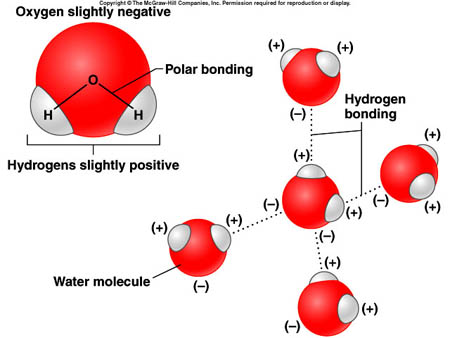 Copyright © The McGraw-Hill Companies, Inc. Permission required for reproduction or display.
Oxygen slightly negative
O
H
H
Polar bonding
Hydrogens slightly positive
(+)
(+)
(–)
Hydrogen
bonding
(+)
(+)
(–)
(+)
(–)
(+)
(–)
(+)
(+)
(–)
Water molecule
(–)
(+)
(+)
(–)